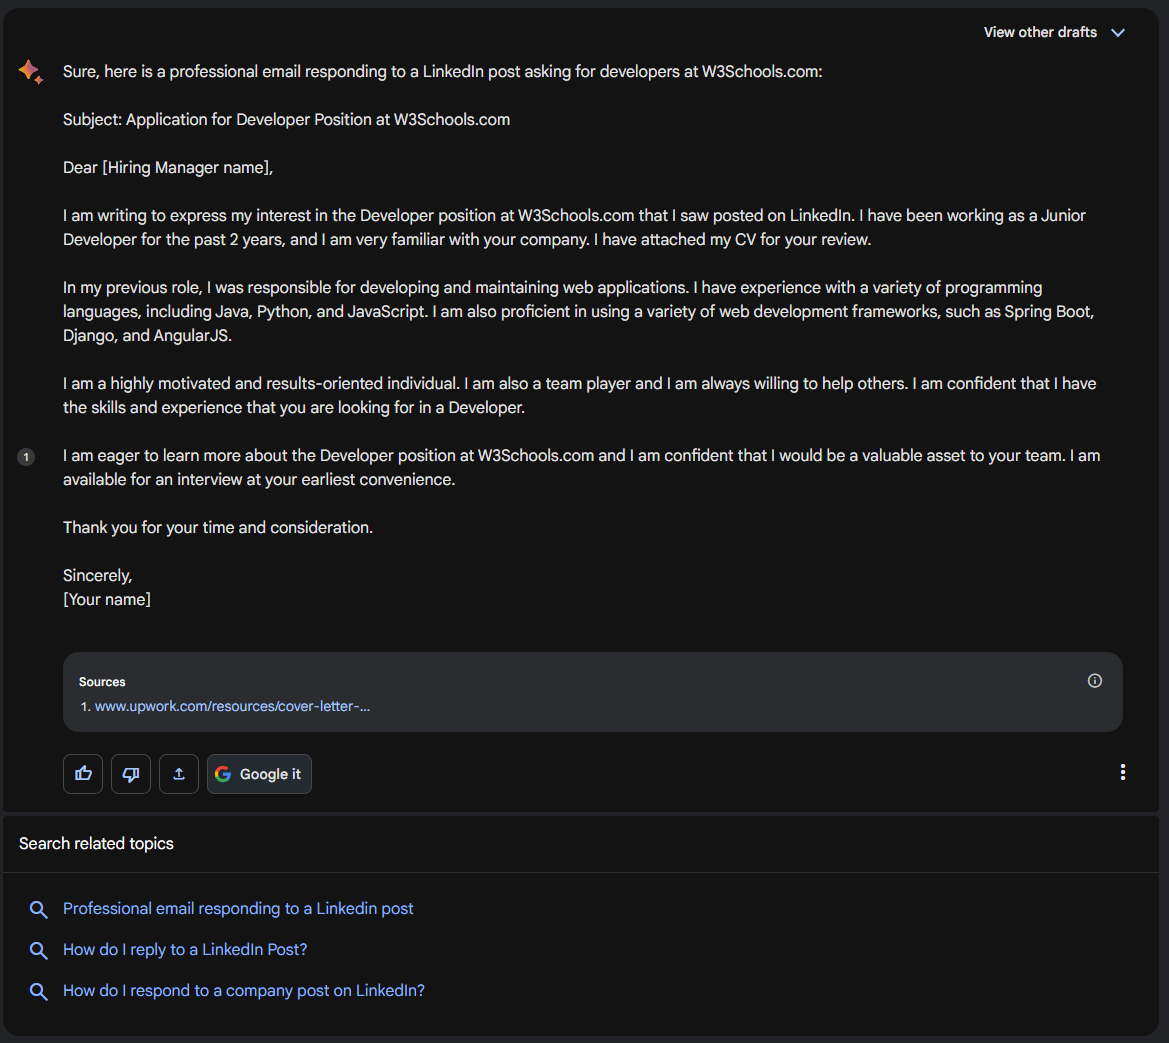 View other drafts
Sure, here is a professional email responding to a LinkedIn post asking for developers at W3Schools.com:
Subject: Application for Developer Position at W3Schools.com
Dear [Hiring Manager name],
I am writing to express my interest in the Developer position at W3Schools.com that I saw posted on LinkedIn. I have been working as a Junior
Developer for the past 2 years, and I am very familiar with your company. I have attached my CV for your review.
In my previous role, I was responsible for developing and maintaining web applications. I have experience with a variety of programming
languages, including Java, Python, and JavaScript. I am also proficient in using a variety of web development frameworks, such as Spring Boot,
Django, and AngularJS.
I am a highly motivated and results-oriented individual. I am also a team player and I am always willing to help others. I am confident that I have
the skills and experience that you are looking for in a Developer.
1 I am eager to learn more about the Developer position at W3Schools.com and I am confident that I would be a valuable asset to your team. I am
available for an interview at your earliest convenience.
Thank you for your time and consideration.
Sincerely,
[Your name]
Sources
1. www.upwork.com/resources/cover-letter-...
Google it
Search related topics
Professional email responding to a Linkedin post
How do I reply to a LinkedIn Post?
How do I respond to a company post on LinkedIn?